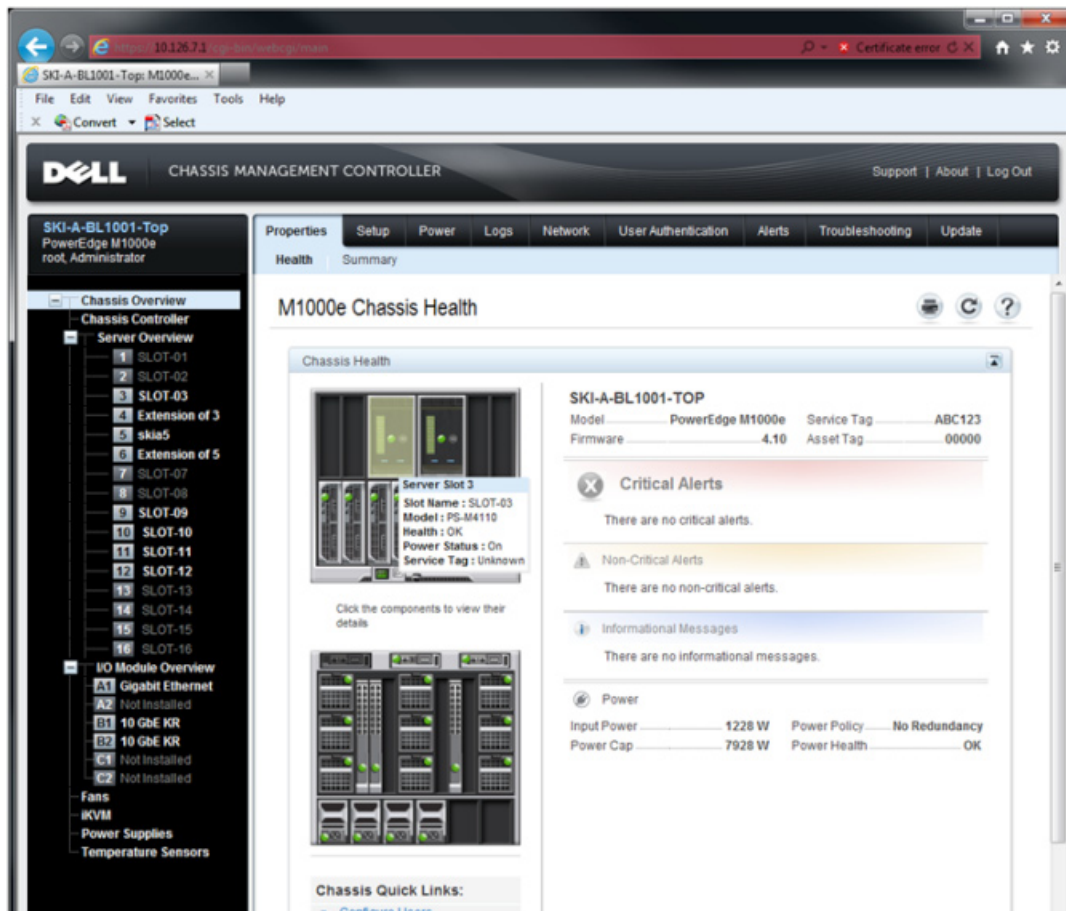 https://10.126.7.1/cgi-bin/webcgi/main
Certificate error
SKI-A-BL1001-Top: M1000e...
File Edit View Favorites Tools Help
Convert Select
DELL CHASSIS MANAGEMENT CONTROLLER
Support | About | Log Out
SKI-A-BL1001-Top
PowerEdge M1000e
root, Administrator
Properties Setup Power Logs Network User Authentication Alerts Troubleshooting Update
Health Summary
Chassis Overview
Chassis Controller
Server Overview
1 SLOT-01
2 SLOT-02
3 SLOT-03
4 Extension of 3
5 skia5
6 Extension of 5
7 SLOT-07
8 SLOT-08
9 SLOT-09
10 SLOT-10
11 SLOT-11
12 SLOT-12
13 SLOT-13
14 SLOT-14
15 SLOT-15
16 SLOT-16
I/O Module Overview
A1 Gigabit Ethernet
A2 Not Installed
B1 10 GbE KR
B2 10 GbE KR
C1 Not Installed
C2 Not Installed
Fans
iKVM
Power Supplies
Temperature Sensors
M1000e Chassis Health
Chassis Health
Server Slot 3
Slot Name : SLOT-03
Model : PS-M4110
Health : OK
Power Status : On
Service Tag : Unknown
Click the components to view their
details
Chassis Quick Links:
Configure Users
SKI-A-BL1001-TOP
Model PowerEdge M1000e Service Tag ABC123
Firmware 4.10 Asset Tag 00000
Critical Alerts
There are no critical alerts.
Non-Critical Alerts
There are no non-critical alerts.
Informational Messages
There are no informational messages.
Power
Input Power 1228 W Power Policy No Redundancy
Power Cap 7928 W Power Health OK